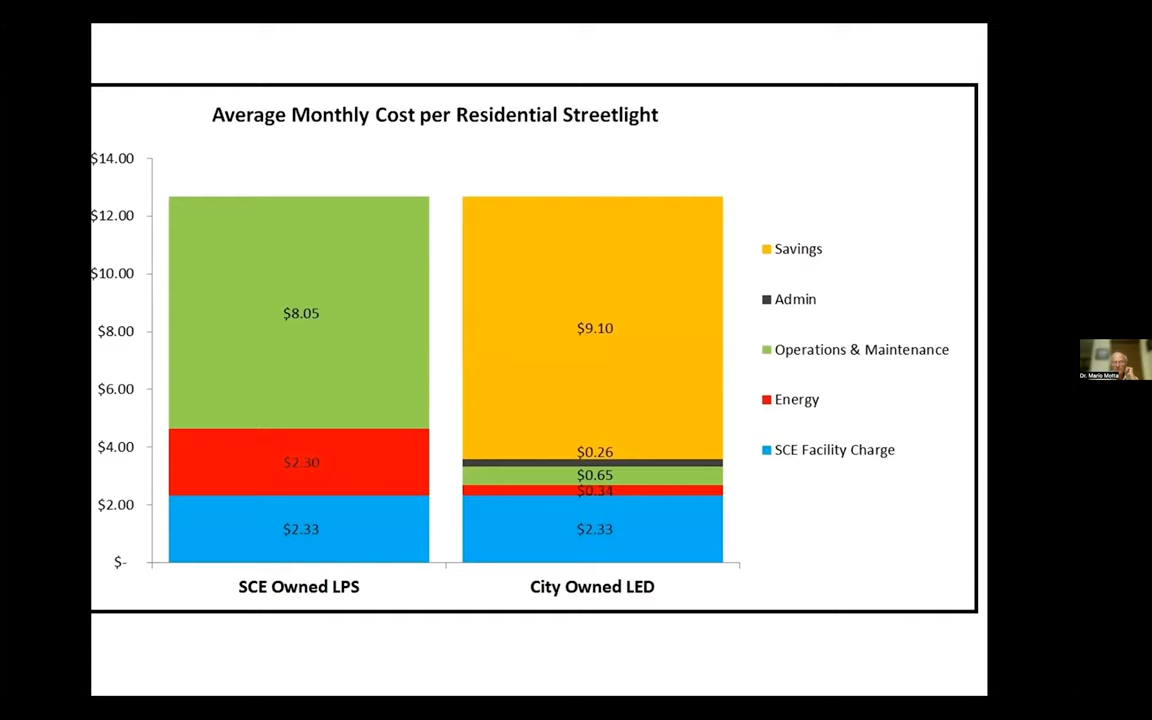 Average Monthly Cost per Residential Streetlight
$14.00
$12.00
$10.00
$8.00
$6.00
$4.00
$2.00
$-
$8.05
$2.30
$2.33
$9.10
$0.26
$0.65
$0.34
$2.33
SCE Owned LPS
City Owned LED
Savings
Admin
Operations & Maintenance
Energy
SCE Facility Charge
Dr. Mario Motta